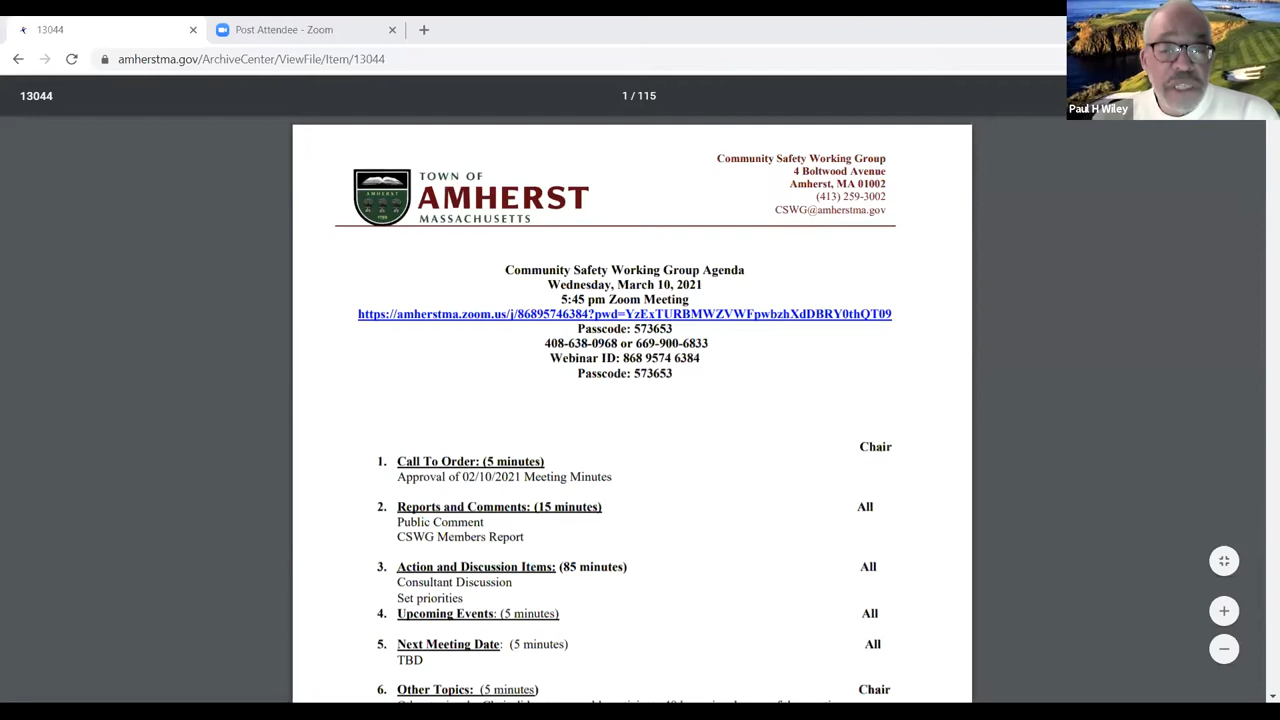 13044
Post Attendee - Zoom
amherstma.gov/ArchiveCenter/ViewFile/Item/13044
13044
1 / 115
Paul H Wiley
TOWN OF
AMHERST
MASSACHUSETTS
AMHERST
Community Safety Working Group
4 Boltwood Avenue
Amherst, MA 01002
(413) 259-3002
CSWG@amherstma.gov
Community Safety Working Group Agenda
Wednesday, March 10, 2021
5:45 pm Zoom Meeting
https://amherstma.zoom.us/j/86895746384?pwd=YzExTURBMWZVWFpwbzhXdDBRY0thQT09
Passcode: 573653
408-638-0968 or 669-900-6833
Webinar ID: 868 9574 6384
Passcode: 573653
Chair
1. Call To Order: (5 minutes)
Approval of 02/10/2021 Meeting Minutes
2. Reports and Comments: (15 minutes) All
Public Comment
CSWG Members Report
3. Action and Discussion Items: (85 minutes) All
Consultant Discussion
Set priorities
4. Upcoming Events: (5 minutes) All
5. Next Meeting Date: (5 minutes) All
TBD
6. Other Topics: (5 minutes) Chair